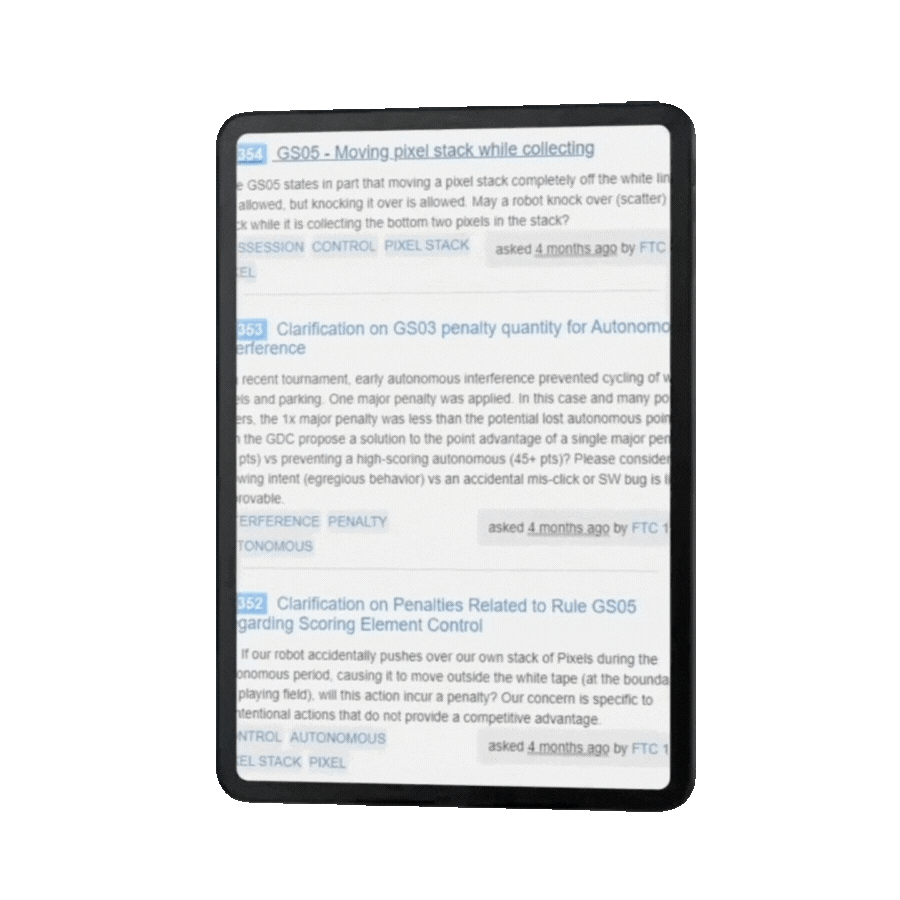 354 GS05 - Moving pixel stack while collecting
e GS05 states in part that moving a pixel stack completely off the white lin
allowed, but knocking it over is allowed. May a robot knock over (scatter)
ck while it is collecting the bottom two pixels in the stack?
SSESSION CONTROL PIXEL STACK asked 4 months ago by FTC
EL
353 Clarification on GS03 penalty quantity for Autonomo
erference
recent tournament, early autonomous interference prevented cycling of w
els and parking. One major penalty was applied. In this case and many po
ers, the 1x major penalty was less than the potential lost autonomous poin
n the GDC propose a solution to the point advantage of a single major pen
pts) vs preventing a high-scoring autonomous (45+ pts)? Please consider
wing intent (egregious behavior) vs an accidental mis-click or SW bug is li
rovable.
ERFERENCE PENALTY asked 4 months ago by FTC 1
TONOMOUS
352 Clarification on Penalties Related to Rule GS05
garding Scoring Element Control
If our robot accidentally pushes over our own stack of Pixels during the
onomous period, causing it to move outside the white tape (at the bounda
playing field), will this action incur a penalty? Our concern is specific to
ntentional actions that do not provide a competitive advantage.
NTROL AUTONOMOUS asked 4 months ago by FTC 1
EL STACK PIXEL